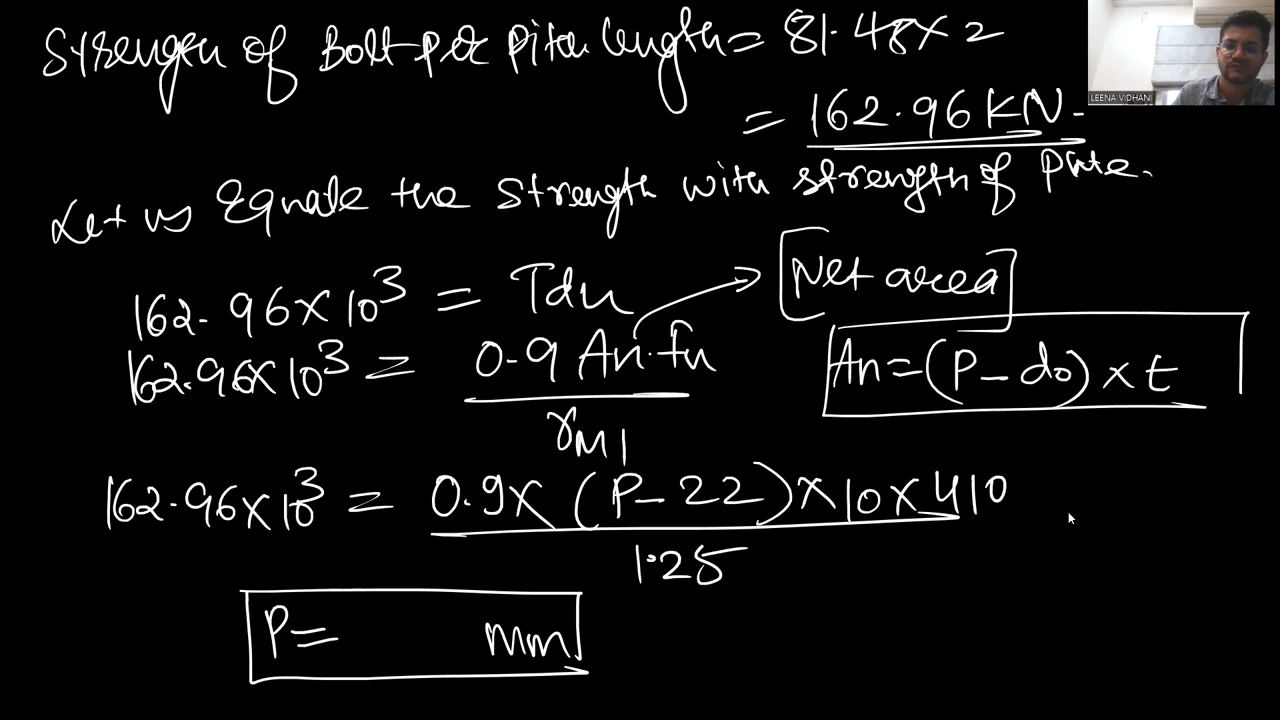 Strength of Bolt per pitch length = 81.48 x 2
= 162.96 KN.
LEENA VIDHANI
Let us Equate the strength with strength of plate.
162.96 x 10³ = Tdn
[Net area]
162.96 x 10³ = 0.9 An.fu
γM1
An = (P - do) x t
162.96 x 10³ = 0.9 x (P - 22) x 10 x 410
1.25
P = mm